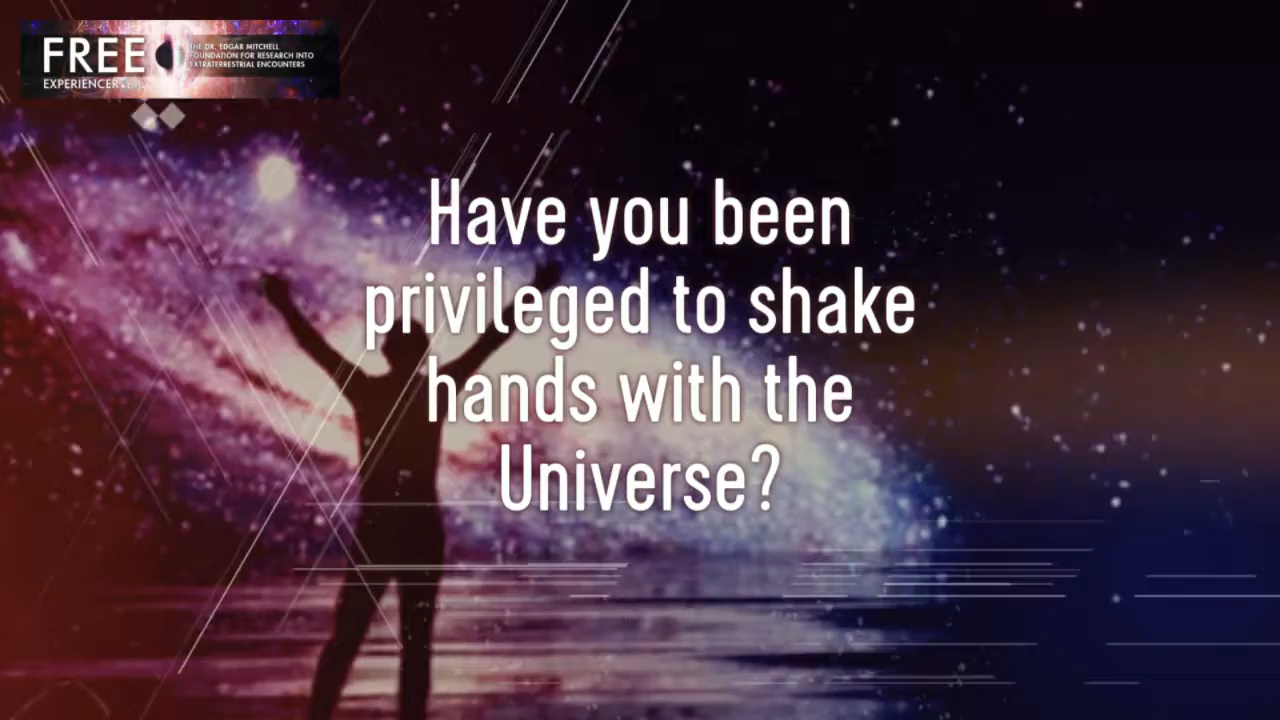 FREE
THE DR. EDGAR MITCHELL
FOUNDATION FOR RESEARCH INTO
EXTRATERRESTRIAL ENCOUNTERS
EXPERIENCER
Have you been
privileged to shake
hands with the
Universe?